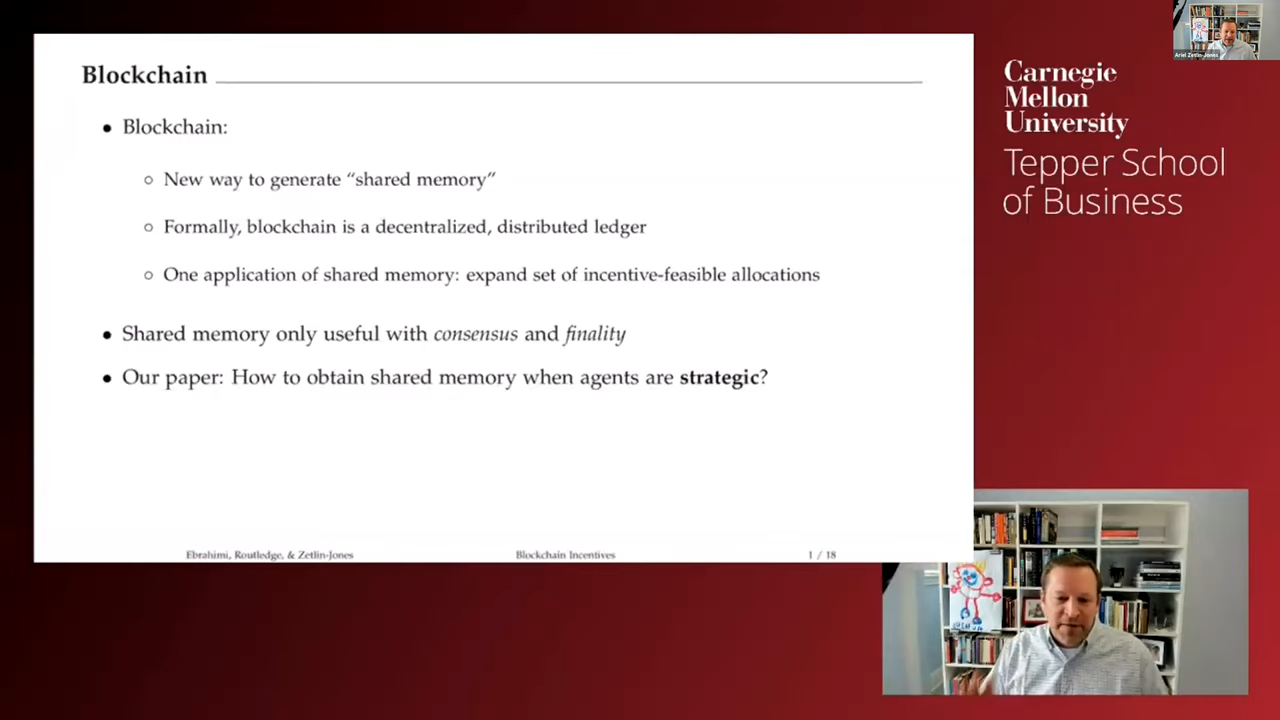 Blockchain
• Blockchain:
◦ New way to generate “shared memory”
◦ Formally, blockchain is a decentralized, distributed ledger
◦ One application of shared memory: expand set of incentive-feasible allocations
• Shared memory only useful with consensus and finality
• Our paper: How to obtain shared memory when agents are strategic?
Ebrahimi, Routledge, & Zetlin-Jones
Blockchain Incentives
1 / 18
Carnegie
Mellon
University
Tepper School
of Business
Ariel Zetlin-Jones